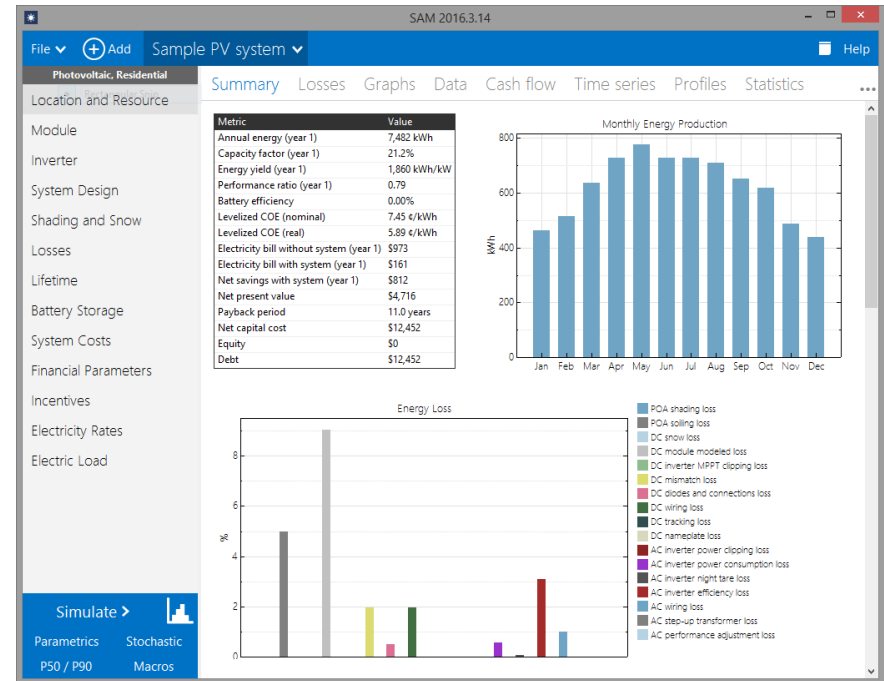 SAM 2016.3.14
File
Add
Sample PV system
Help
Photovoltaic, Residential
Location and Resource
Module
Inverter
System Design
Shading and Snow
Losses
Lifetime
Battery Storage
System Costs
Financial Parameters
Incentives
Electricity Rates
Electric Load
Simulate >
Parametrics Stochastic
P50 / P90 Macros
Summary Losses Graphs Data Cash flow Time series Profiles Statistics ...
Metric Value
Annual energy (year 1) 7,482 kWh
Capacity factor (year 1) 21.2%
Energy yield (year 1) 1,860 kWh/kW
Performance ratio (year 1) 0.79
Battery efficiency 0.00%
Levelized COE (nominal) 7.45 ¢/kWh
Levelized COE (real) 5.89 ¢/kWh
Electricity bill without system (year 1) $973
Electricity bill with system (year 1) $161
Net savings with system (year 1) $812
Net present value $4,716
Payback period 11.0 years
Net capital cost $12,452
Equity $0
Debt $12,452
Monthly Energy Production
kWh
800
600
400
200
0
Jan Feb Mar Apr May Jun Jul Aug Sep Oct Nov Dec
Energy Loss
%
8
6
4
2
0
POA shading loss
POA soiling loss
DC snow loss
DC module modeled loss
DC inverter MPPT clipping loss
DC mismatch loss
DC diodes and connections loss
DC wiring loss
DC tracking loss
DC nameplate loss
AC inverter power clipping loss
AC inverter power consumption loss
AC inverter night tare loss
AC inverter efficiency loss
AC wiring loss
AC step-up transformer loss
AC performance adjustment loss